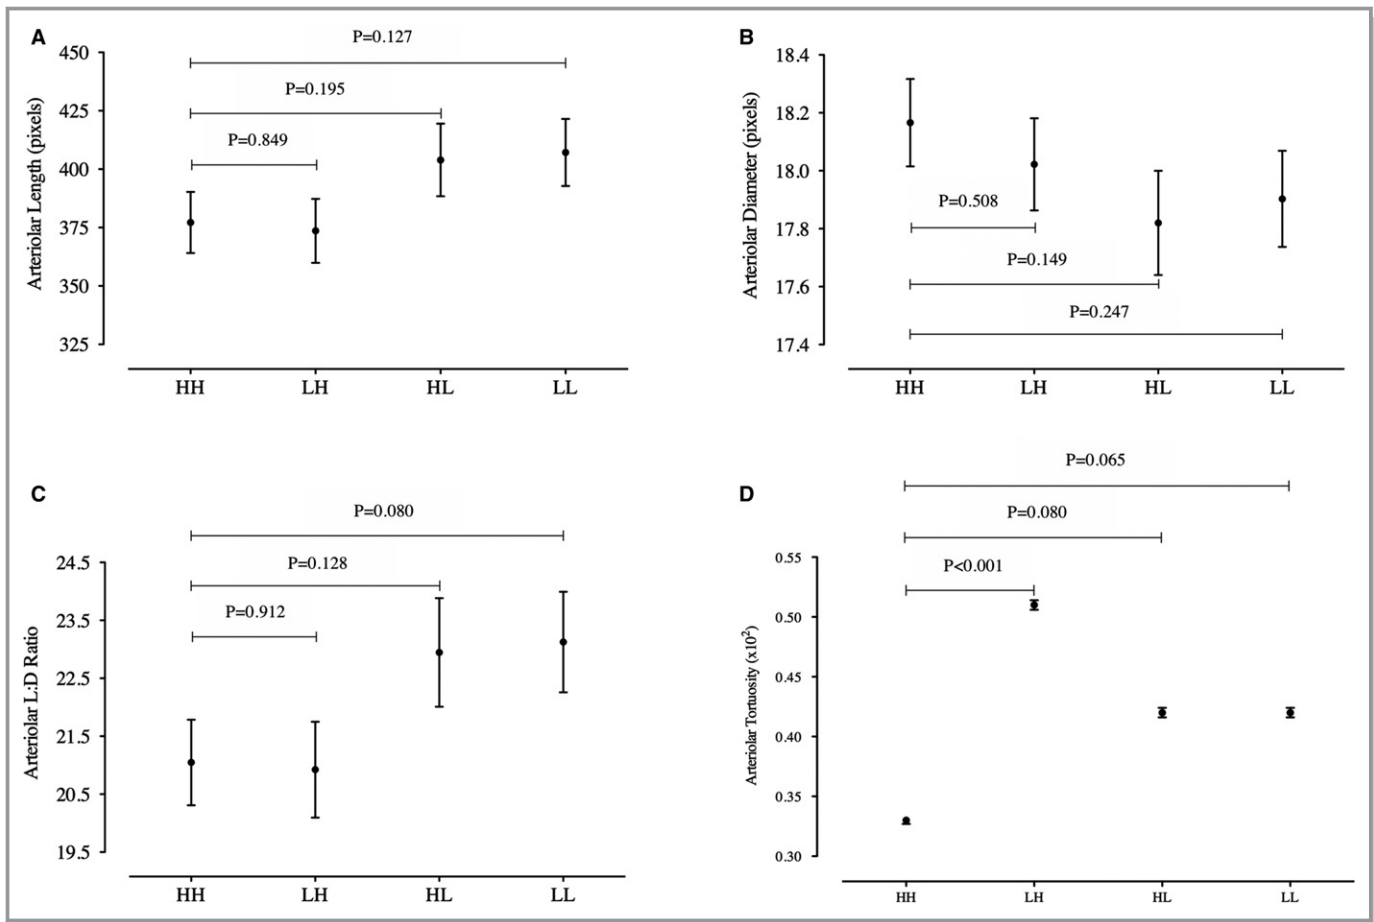 A
P=0.127
P=0.195
P=0.849
Arteriolar Length (pixels)
450
425
400
375
350
325
HH LH HL LL
B
Arteriolar Diameter (pixels)
18.4
18.2
18.0
17.8
17.6
17.4
P=0.508
P=0.149
P=0.247
HH LH HL LL
C
P=0.080
P=0.128
P=0.912
Arteriolar L:D Ratio
24.5
23.5
22.5
21.5
20.5
19.5
HH LH HL LL
D
P=0.065
P=0.080
P<0.001
Arteriolar Tortuosity (x10²)
0.55
0.50
0.45
0.40
0.35
0.30
HH LH HL LL